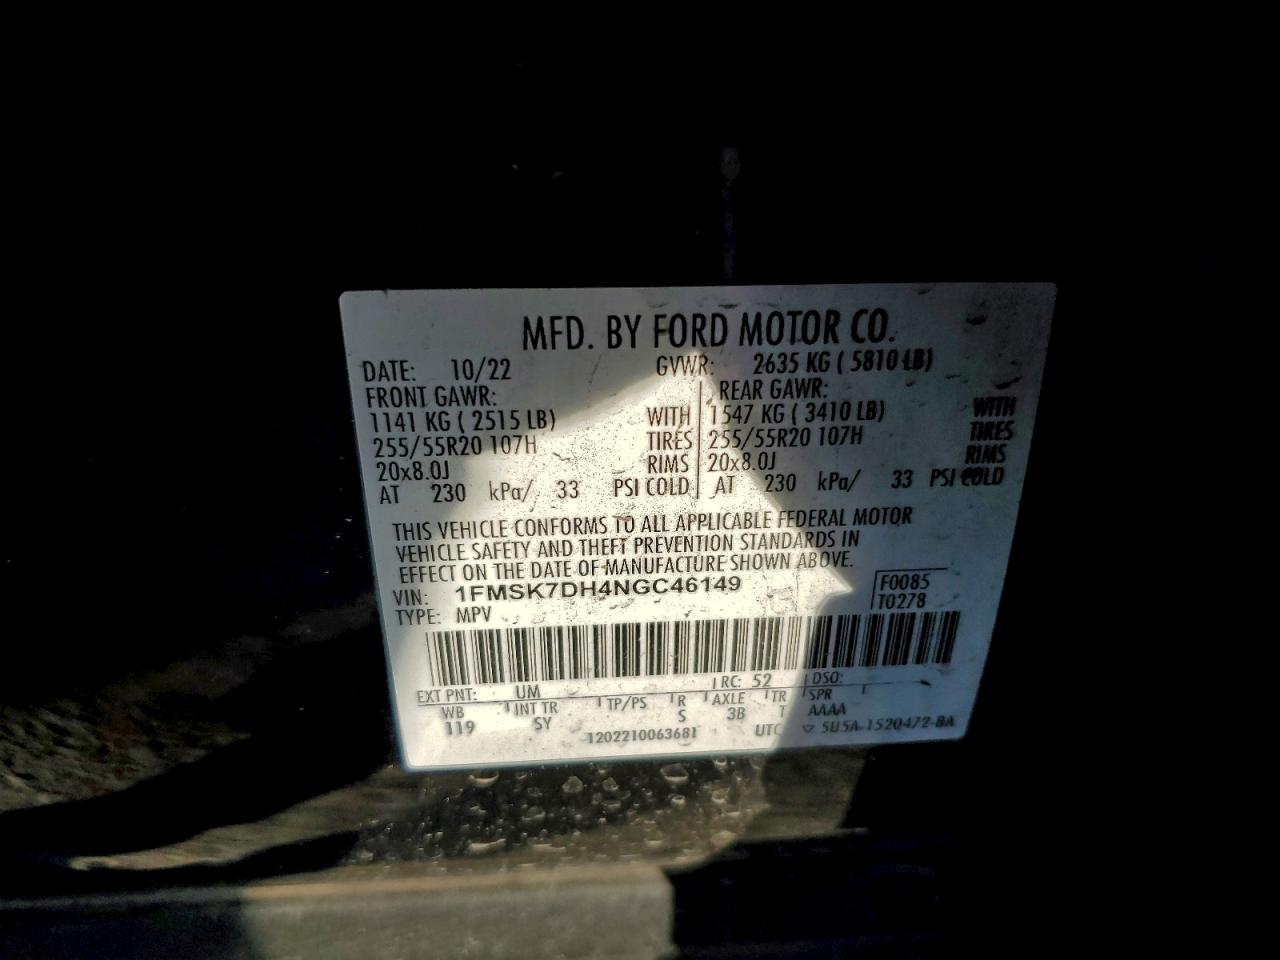 MFD. BY FORD MOTOR CO.
DATE: 10/22 GVWR: 2635 KG ( 5810 LB)
FRONT GAWR: REAR GAWR:
1141 KG ( 2515 LB) WITH 1547 KG ( 3410 LB) WITH
255/55R20 107H TIRES 255/55R20 107H TIRES
20x8.0J RIMS 20x8.0J RIMS
AT 230 kPa/ 33 PSI COLD AT 230 kPa/ 33 PSI COLD
THIS VEHICLE CONFORMS TO ALL APPLICABLE FEDERAL MOTOR
VEHICLE SAFETY AND THEFT PREVENTION STANDARDS IN
EFFECT ON THE DATE OF MANUFACTURE SHOWN ABOVE.
VIN: 1FMSK7DH4NGC46149 F0085
TYPE: MPV T0278
EXT PNT: UM RC: 52 DSO:
WB INT TR TP/PS R AXLE TR SPR
119 SY S 3B T AAAA
1202210063681 UTC ▽ 5U5A-1520472-BA